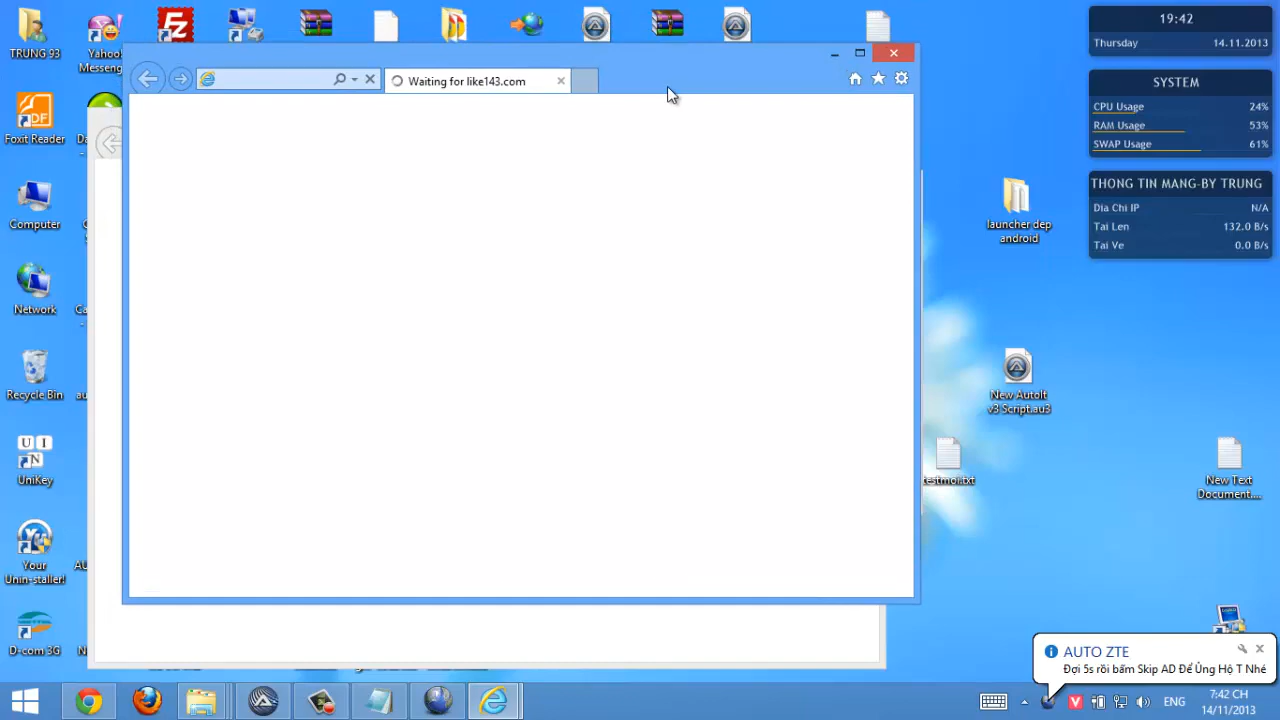 TRUNG 93
Yahoo!
Messeng
FZ
19:42
Thursday
14.11.2013
Waiting for like143.com
SYSTEM
CPU Usage
24%
RAM Usage
53%
SWAP Usage
61%
Foxit Reader
THONG TIN MANG-BY TRUNG
Dia Chi IP
N/A
Tai Len
132.0 B/s
Tai Ve
0.0 B/s
Computer
launcher dep
android
Network
Recycle Bin
New AutoIt
v3 Script.au3
U I
N
UniKey
testmoi.txt
New Text
Document....
Your
Unin-staller!
D-com 3G
AUTO ZTE
Đợi 5s rồi bấm Skip AD Để Ủng Hộ T Nhé
ENG
7:42 CH
14/11/2013